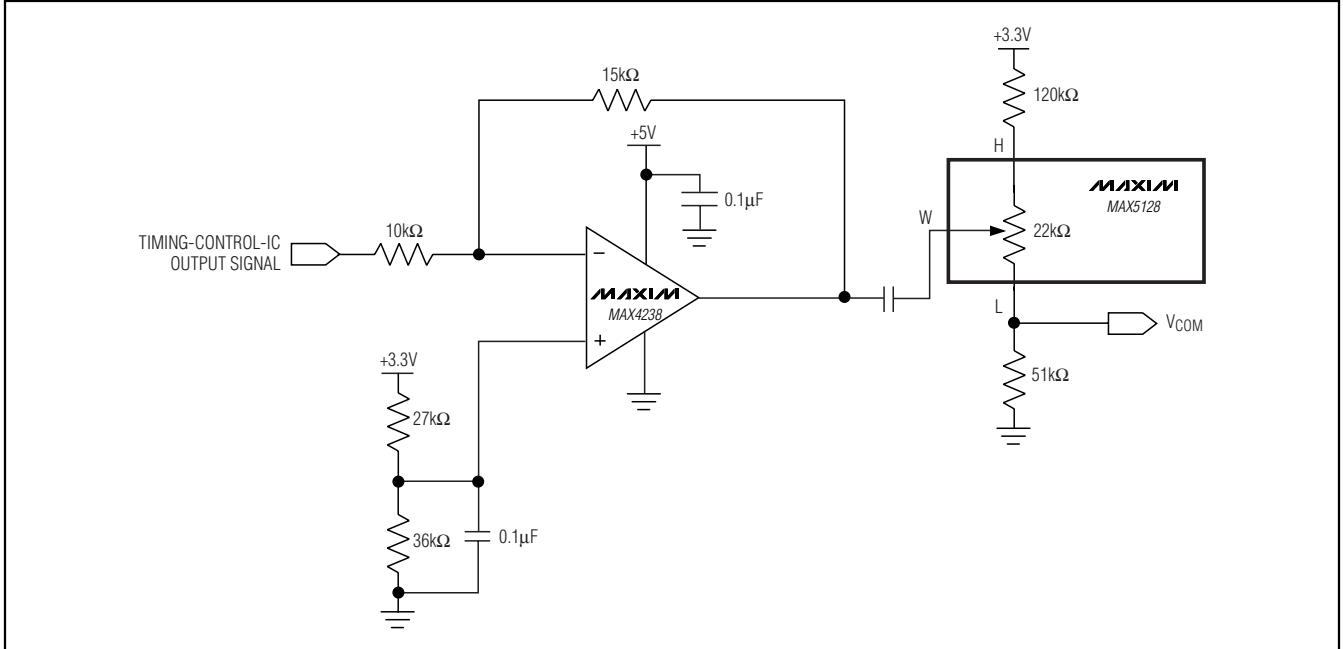 +3.3V
15kΩ
120kΩ
+5V
H
MAXIM
MAX5128
0.1µF
W
10kΩ
22kΩ
TIMING-CONTROL-IC
OUTPUT SIGNAL
−
MAXIM
MAX4238
L
VCOM
+
+3.3V
51kΩ
27kΩ
36kΩ
0.1µF